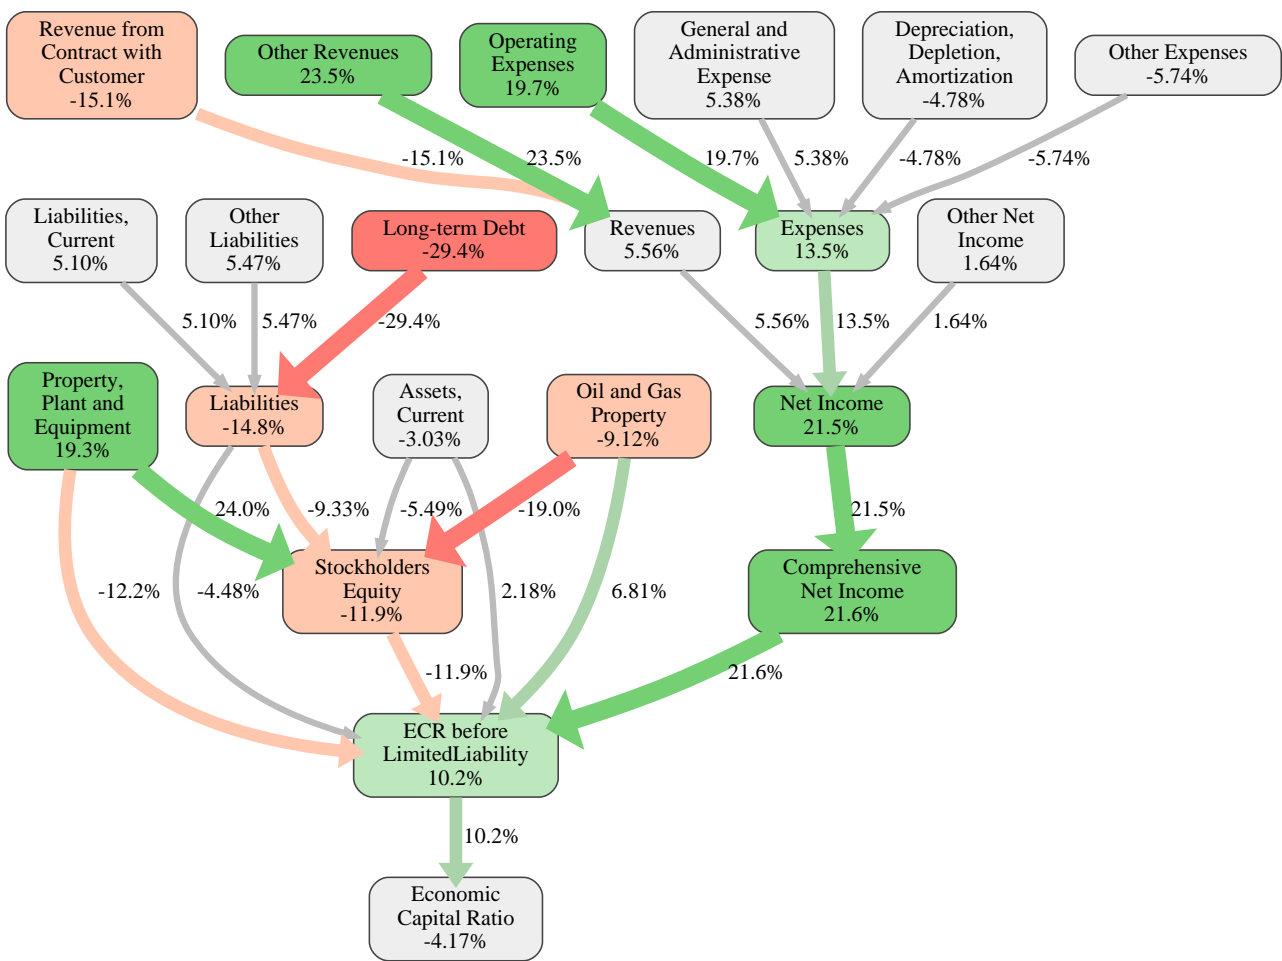 Revenue from
Contract with
Customer
-15.1%
Other Revenues
23.5%
Operating
Expenses
19.7%
General and
Administrative
Expense
5.38%
Depreciation,
Depletion,
Amortization
-4.78%
Other Expenses
-5.74%
-15.1%
23.5%
19.7%
5.38%
-4.78%
-5.74%
Liabilities,
Current
5.10%
Other
Liabilities
5.47%
Long-term Debt
-29.4%
Revenues
5.56%
Expenses
13.5%
Other Net
Income
1.64%
5.10%
5.47%
-29.4%
5.56%
13.5%
1.64%
Property,
Plant and
Equipment
19.3%
Liabilities
-14.8%
Assets,
Current
-3.03%
Oil and Gas
Property
-9.12%
Net Income
21.5%
24.0%
-9.33%
-5.49%
-19.0%
21.5%
Stockholders
Equity
-11.9%
Comprehensive
Net Income
21.6%
-12.2%
-4.48%
2.18%
6.81%
-11.9%
21.6%
ECR before
LimitedLiability
10.2%
10.2%
Economic
Capital Ratio
-4.17%